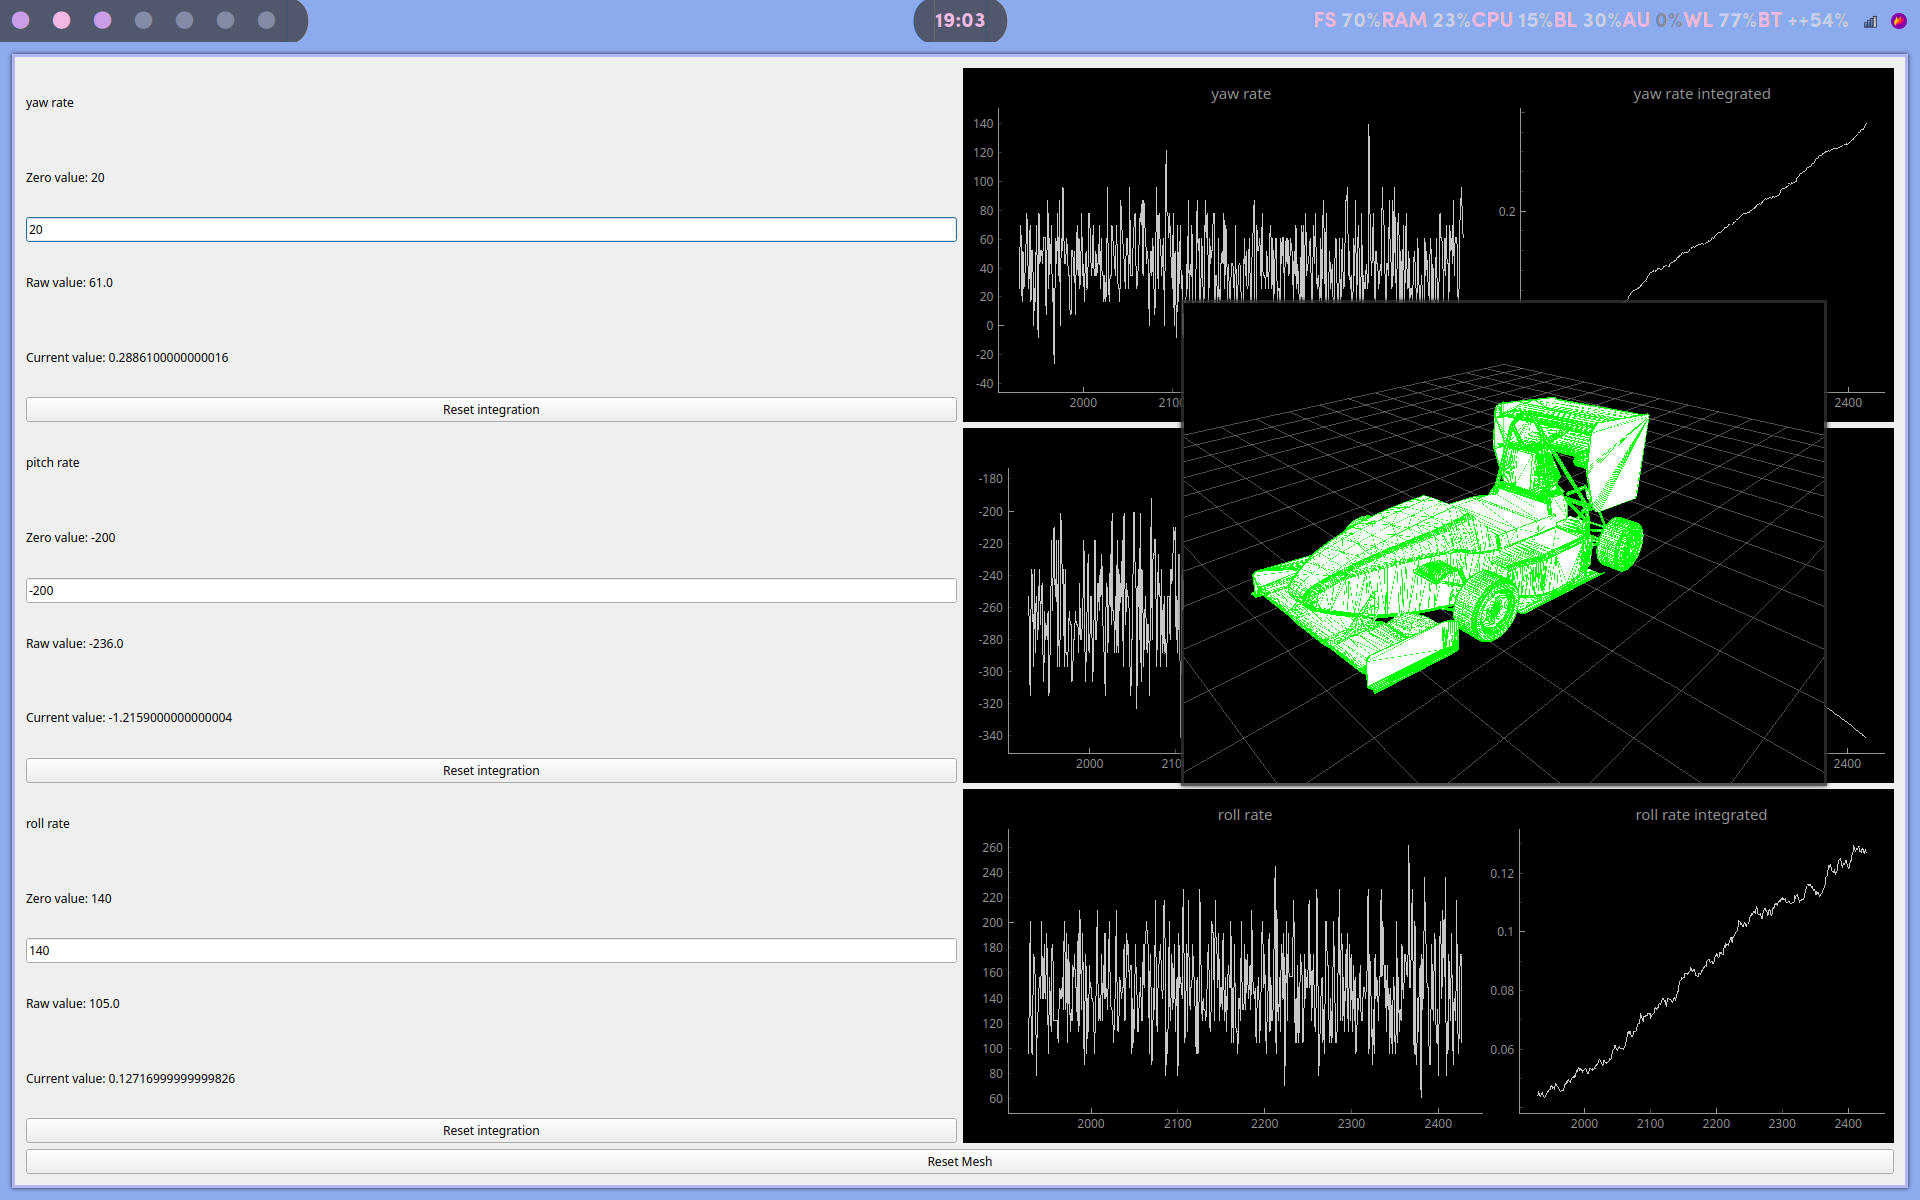 19:03
FS 70%RAM 23%CPU 15%BL 30%AU 0%WL 77%BT ++54%
yaw rate
Zero value: 20
20
Raw value: 61.0
Current value: 0.2886100000000016
Reset integration
pitch rate
Zero value: -200
-200
Raw value: -236.0
Current value: -1.2159000000000004
Reset integration
roll rate
Zero value: 140
140
Raw value: 105.0
Current value: 0.12716999999999826
Reset integration
Reset Mesh
yaw rate
140
120
100
80
60
40
20
0
-20
-40
2000
2100
yaw rate integrated
0.2
2400
-180
-200
-220
-240
-260
-280
-300
-320
-340
2000
210
2400
roll rate
260
240
220
200
180
160
140
120
100
80
60
2000
2100
2200
2300
2400
roll rate integrated
0.12
0.1
0.08
0.06
2000
2100
2200
2300
2400